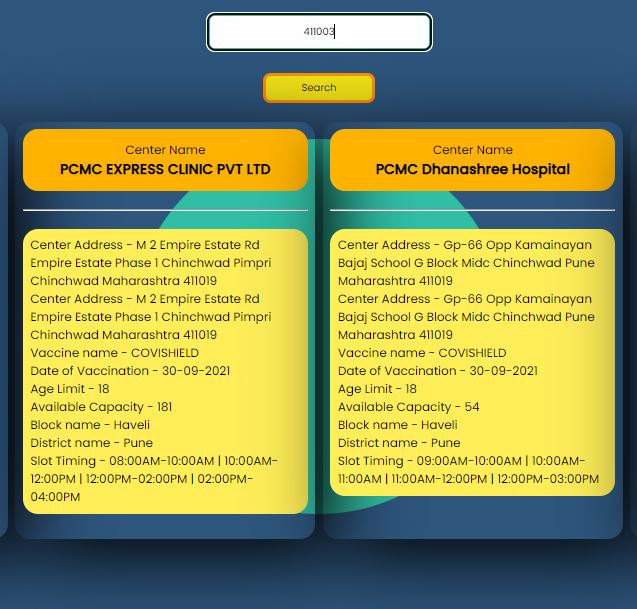 411003
Search
Center Name
PCMC EXPRESS CLINIC PVT LTD
Center Address - M 2 Empire Estate Rd
Empire Estate Phase 1 Chinchwad Pimpri
Chinchwad Maharashtra 411019
Center Address - M 2 Empire Estate Rd
Empire Estate Phase 1 Chinchwad Pimpri
Chinchwad Maharashtra 411019
Vaccine name - COVISHIELD
Date of Vaccination - 30-09-2021
Age Limit - 18
Available Capacity - 181
Block name - Haveli
District name - Pune
Slot Timing - 08:00AM-10:00AM | 10:00AM-
12:00PM | 12:00PM-02:00PM | 02:00PM-
04:00PM
Center Name
PCMC Dhanashree Hospital
Center Address - Gp-66 Opp Kamainayan
Bajaj School G Block Midc Chinchwad Pune
Maharashtra 411019
Center Address - Gp-66 Opp Kamainayan
Bajaj School G Block Midc Chinchwad Pune
Maharashtra 411019
Vaccine name - COVISHIELD
Date of Vaccination - 30-09-2021
Age Limit - 18
Available Capacity - 54
Block name - Haveli
District name - Pune
Slot Timing - 09:00AM-10:00AM | 10:00AM-
11:00AM | 11:00AM-12:00PM | 12:00PM-03:00PM